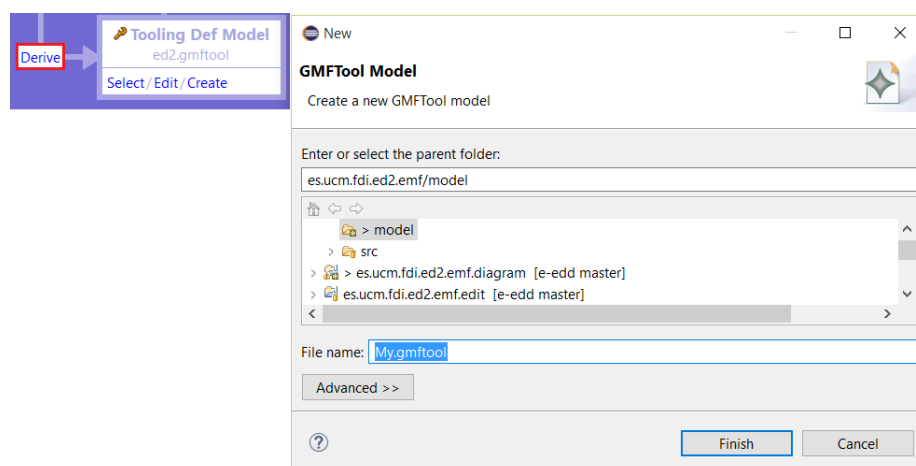 Derive
Tooling Def Model
ed2.gmftool
Select/Edit/Create
New
GMFTool Model
Create a new GMFTool model
Enter or select the parent folder:
es.ucm.fdi.ed2.emf/model
> model
> src
> > es.ucm.fdi.ed2.emf.diagram [e-edd master]
> es.ucm.fdi.ed2.emf.edit [e-edd master]
File name: My.gmftool
Advanced >>
Finish Cancel